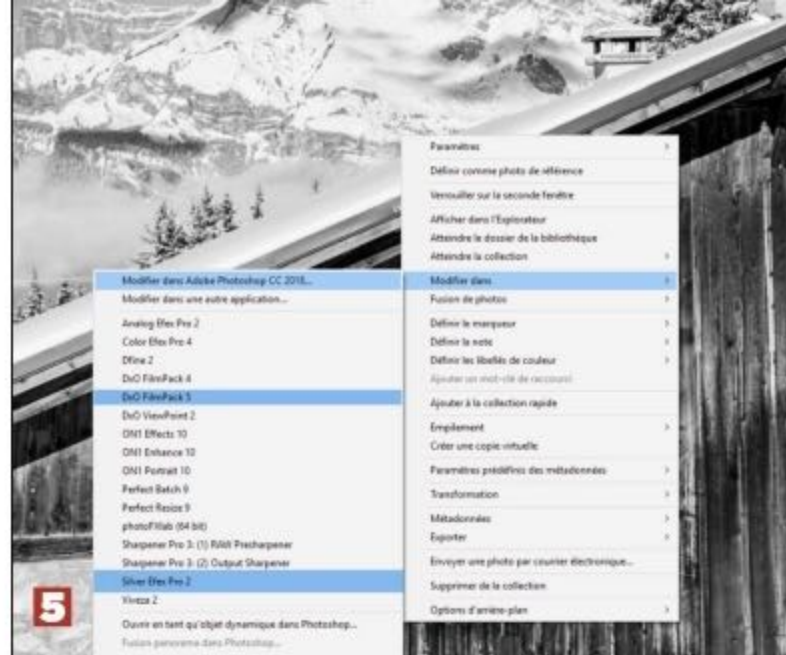 Paramètres
Définir comme photo de référence
Verrouiller sur la seconde fenêtre
Afficher dans l'Explorateur
Atteindre le dossier de la bibliothèque
Atteindre la collection
Modifier dans
Fusion de photos
Définir le marqueur
Définir la note
Définir les libellés de couleur
Ajouter un mot-clé de raccourci
Ajouter à la collection rapide
Empilement
Créer une copie virtuelle
Paramètres prédéfinis des métadonnées
Transformation
Métadonnées
Exporter
Envoyer une photo par courrier électronique...
Supprimer de la collection
Options d'arrière-plan
Modifier dans Adobe Photoshop CC 2018...
Modifier dans une autre application...
Analog Efex Pro 2
Color Efex Pro 4
Dfine 2
DxO FilmPack 4
DxO FilmPack 5
DxO ViewPoint 2
ON1 Effects 10
ON1 Enhance 10
ON1 Portrait 10
Perfect Batch 9
Perfect Resize 9
photoFXlab (64 bit)
Sharpener Pro 3: (1) RAW Presharpener
Sharpener Pro 3: (2) Output Sharpener
Silver Efex Pro 2
Viveza 2
Ouvrir en tant qu'objet dynamique dans Photoshop...
Fusion panorama dans Photoshop...
5